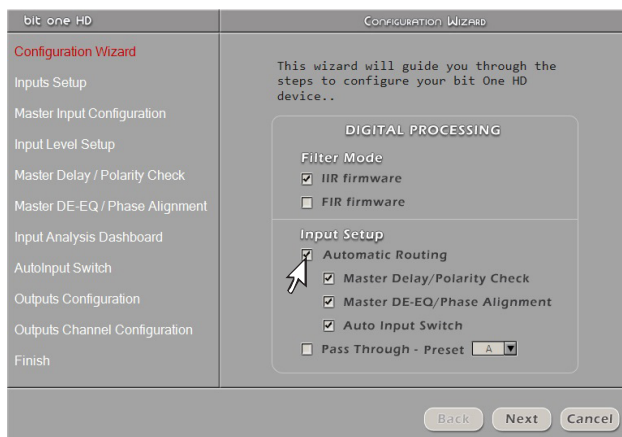 bit one HD
Configuration Wizard
Configuration Wizard
Inputs Setup
Master Input Configuration
Input Level Setup
Master Delay / Polarity Check
Master DE-EQ / Phase Alignment
Input Analysis Dashboard
AutoInput Switch
Outputs Configuration
Outputs Channel Configuration
Finish
This wizard will guide you through the
steps to configure your bit One HD
device..
DIGITAL PROCESSING
Filter Mode
IIR firmware
FIR firmware
Input Setup
Automatic Routing
Master Delay/Polarity Check
Master DE-EQ/Phase Alignment
Auto Input Switch
Pass Through - Preset A
Back Next Cancel